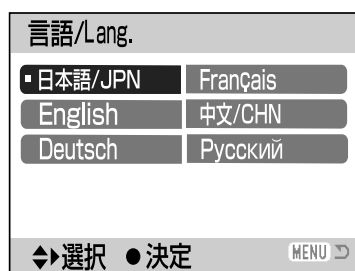 言語/Lang.
日本語/JPN Français
English 中文/CHN
Deutsch Русский
選択 ●決定 MENU